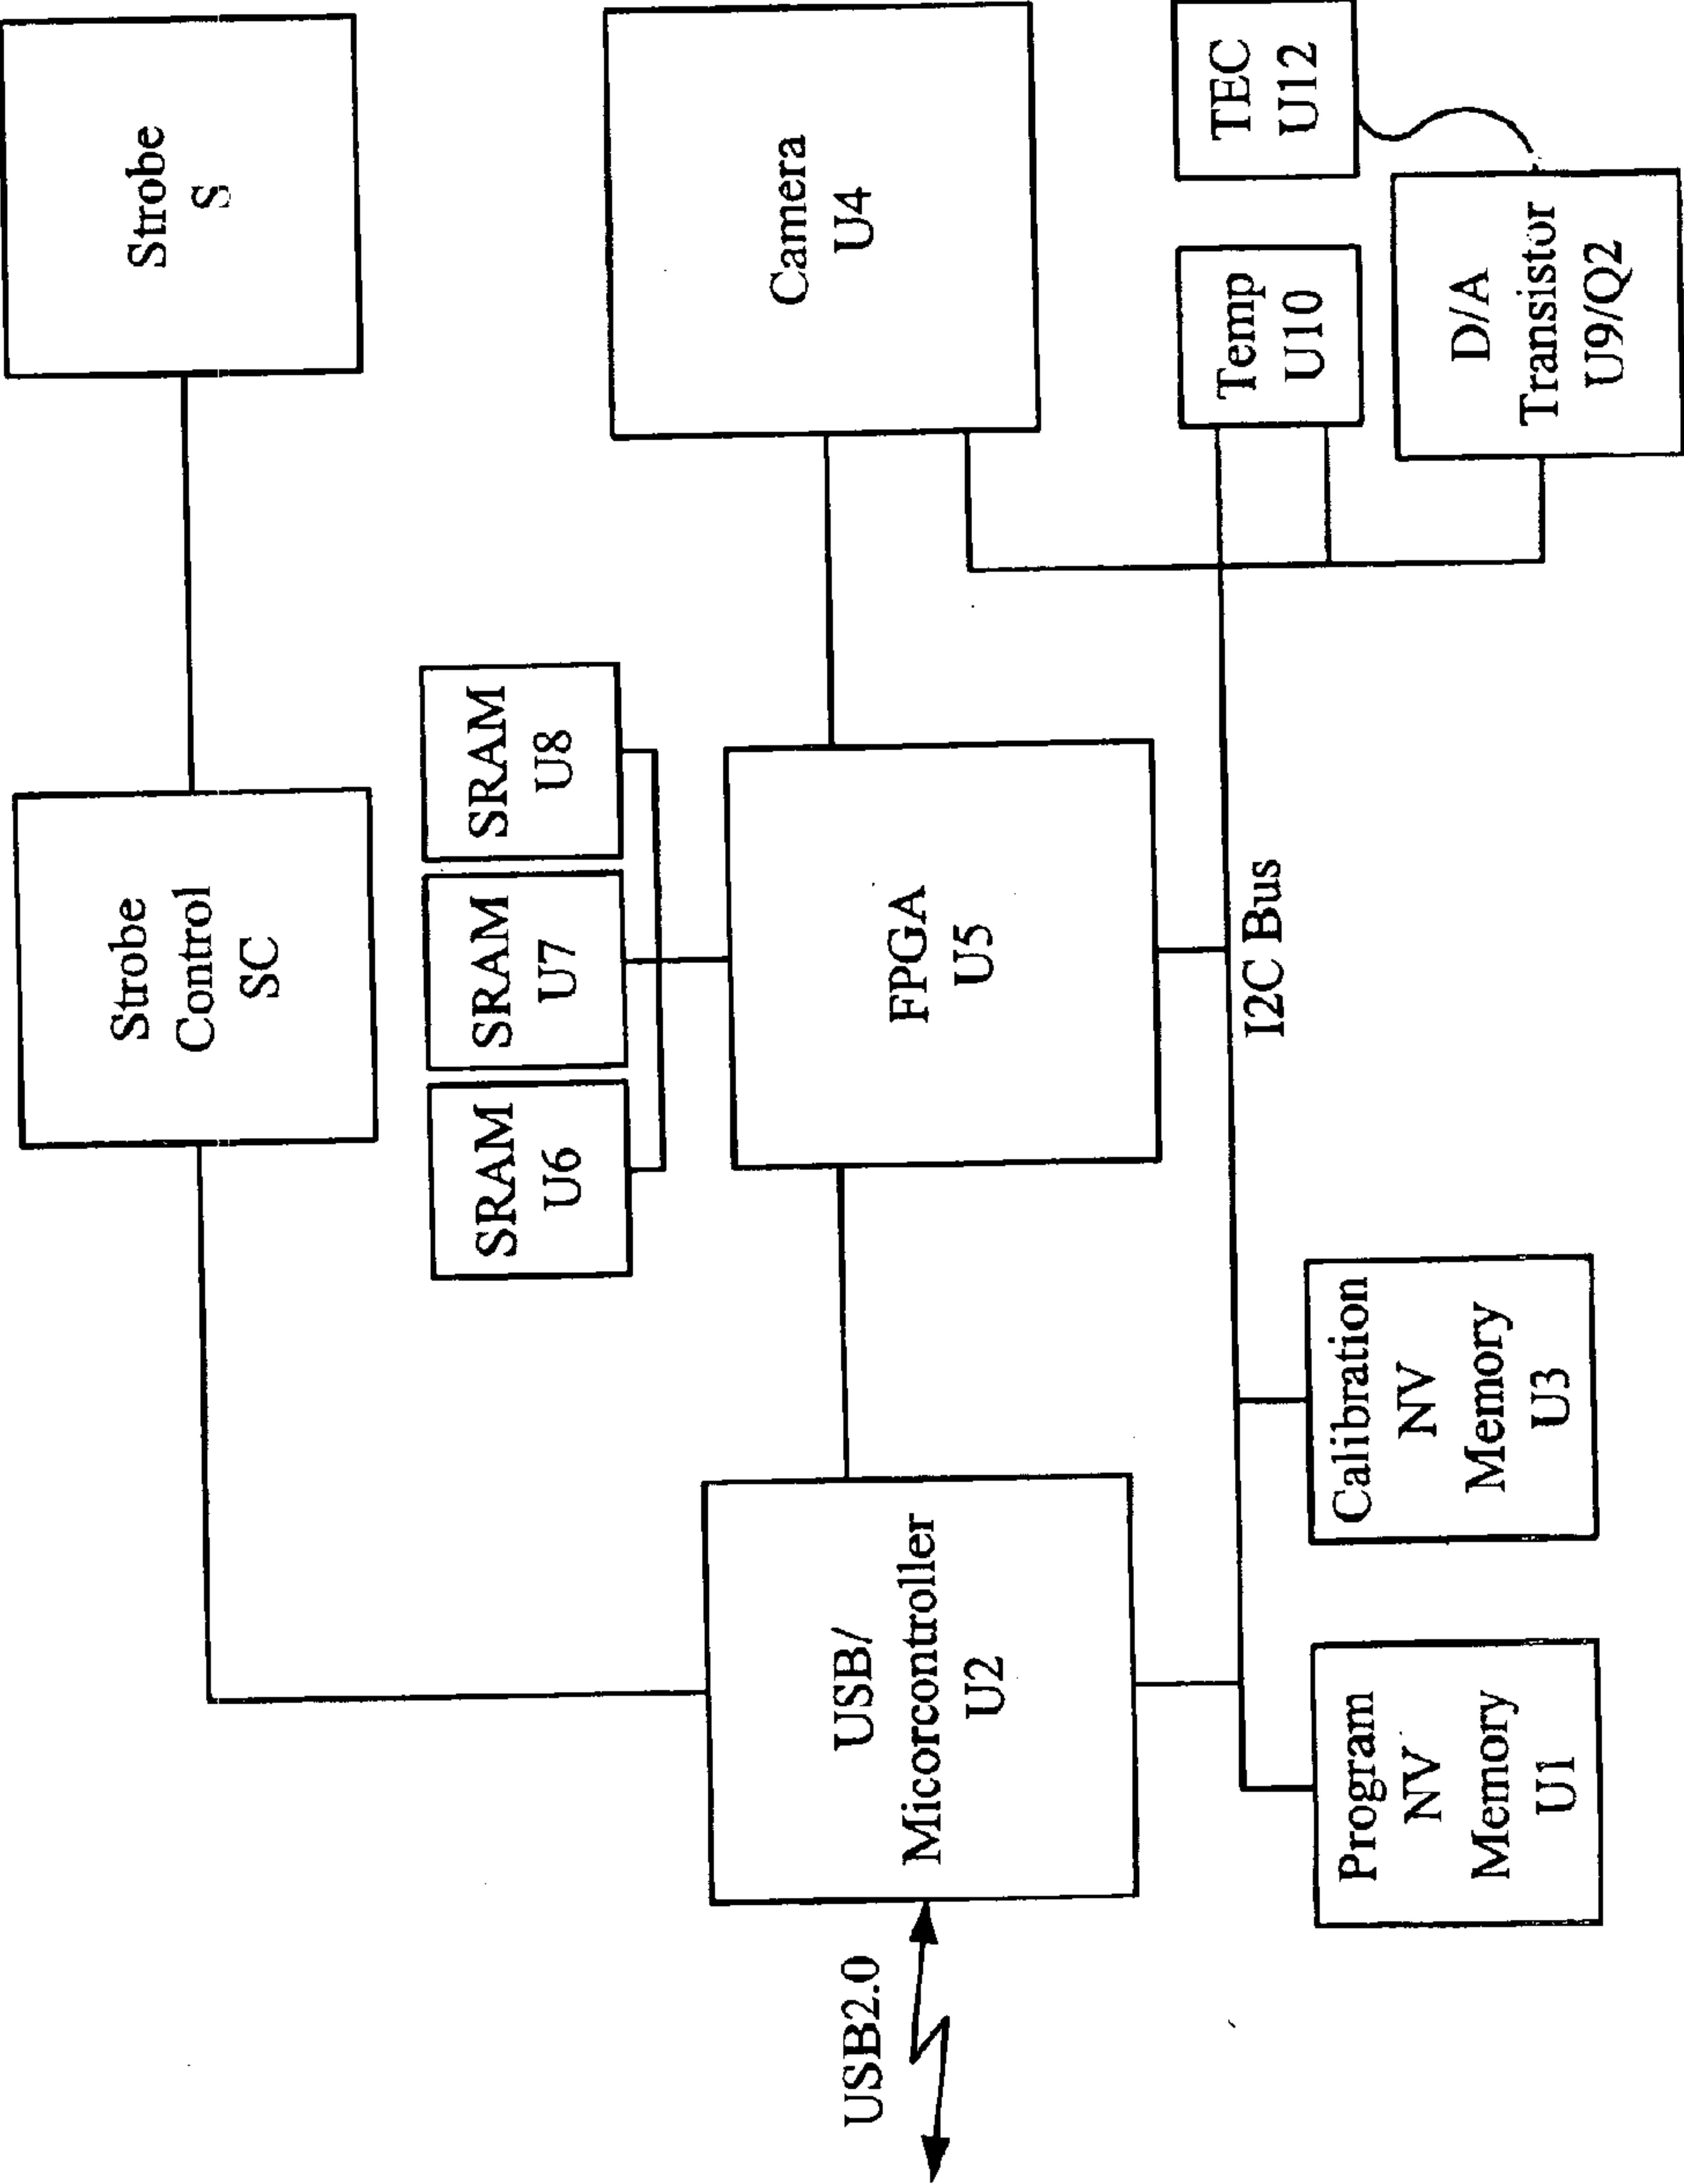 Strobe
S
Strobe
Control
SC
Camera
U4
SRAM
U6
SRAM
U7
SRAM
U8
FPGA
U5
USB/
Micorcontroller
U2
USB2.0
I2C Bus
TEC
U12
Temp
U10
D/A
Transistor
U9/Q2
Calibration
NV
Memory
U3
Program
NV
Memory
U1